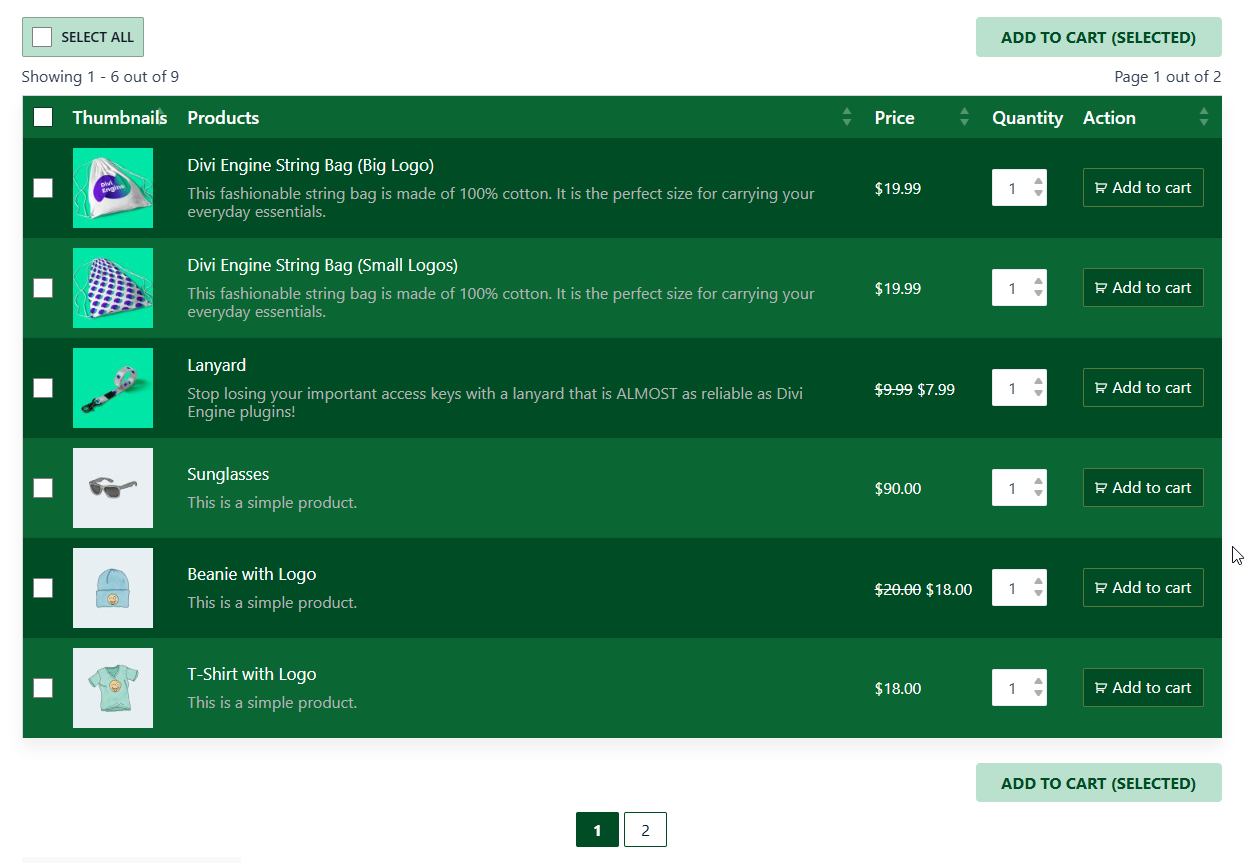 SELECT ALL
ADD TO CART (SELECTED)
Showing 1 - 6 out of 9
Page 1 out of 2
Thumbnails Products Price Quantity Action
Divi Engine
Divi Engine String Bag (Big Logo)
This fashionable string bag is made of 100% cotton. It is the perfect size for carrying your
everyday essentials.
$19.99
1
Add to cart
Divi Engine String Bag (Small Logos)
This fashionable string bag is made of 100% cotton. It is the perfect size for carrying your
everyday essentials.
$19.99
1
Add to cart
Lanyard
Stop losing your important access keys with a lanyard that is ALMOST as reliable as Divi
Engine plugins!
$9.99 $7.99
1
Add to cart
Sunglasses
This is a simple product.
$90.00
1
Add to cart
Beanie with Logo
This is a simple product.
$20.00 $18.00
1
Add to cart
T-Shirt with Logo
This is a simple product.
$18.00
1
Add to cart
ADD TO CART (SELECTED)
1 2